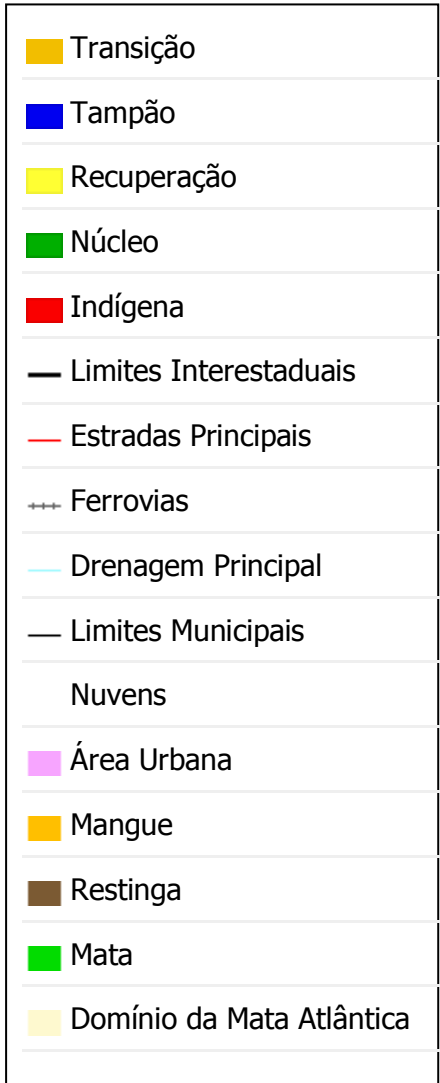 Transição
Tampão
Recuperação
Núcleo
Indígena
Limites Interestaduais
Estradas Principais
Ferrovias
Drenagem Principal
Limites Municipais
Nuvens
Área Urbana
Mangue
Restinga
Mata
Domínio da Mata Atlântica